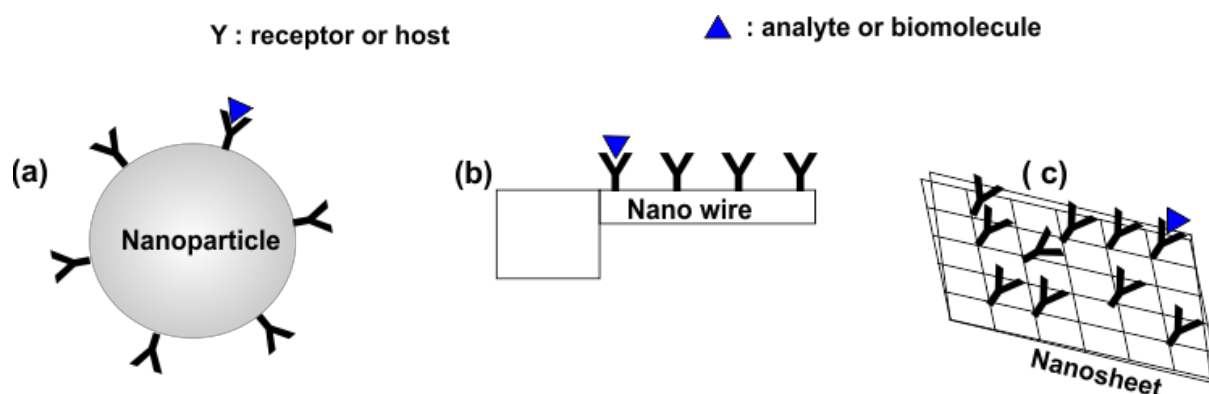 Y : receptor or host
: analyte or biomolecule
(a)
Nanoparticle
(b)
Nano wire
( c)
Nanosheet